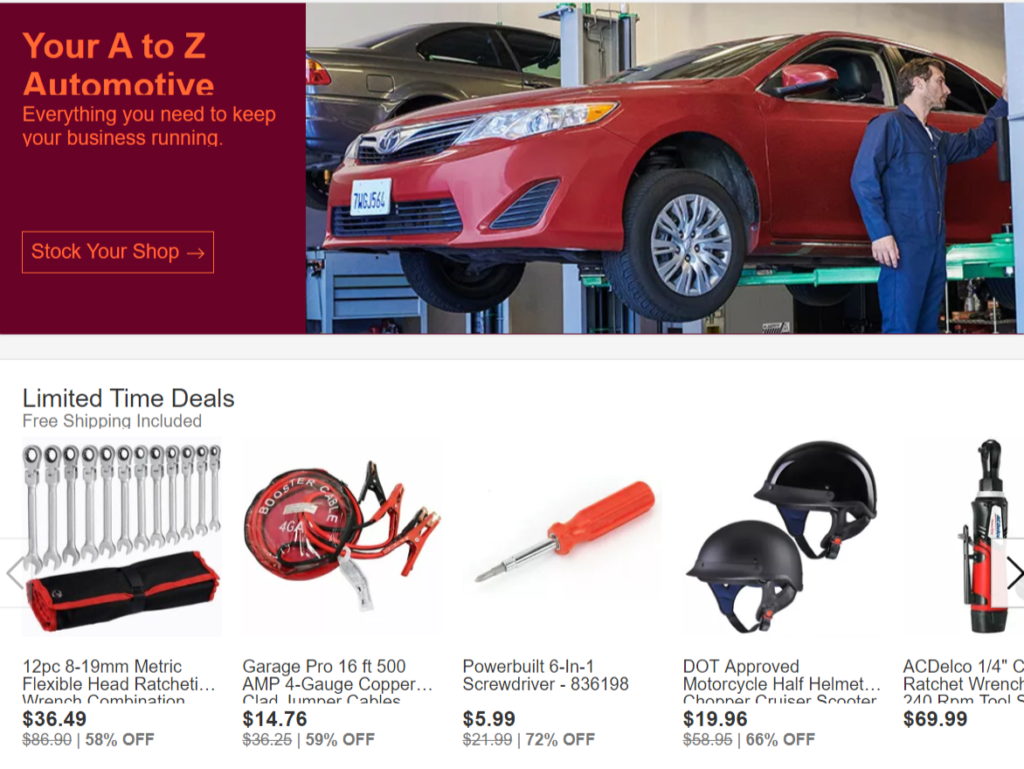 Your A to Z
Automotive
Everything you need to keep
your business running.
Stock Your Shop →
7WGJ564
Limited Time Deals
Free Shipping Included
BOOSTER CABLE
4GA
12pc 8-19mm Metric
Flexible Head Ratcheti...
Wrench Combination
$36.49
$86.90 | 58% OFF
Garage Pro 16 ft 500
AMP 4-Gauge Copper...
Clad Jumper Cables
$14.76
$36.25 | 59% OFF
Powerbuilt 6-In-1
Screwdriver - 836198
$5.99
$21.99 | 72% OFF
DOT Approved
Motorcycle Half Helmet...
Chopper Cruiser Scooter
$19.96
$58.95 | 66% OFF
ACDelco 1/4" C
Ratchet Wrench
240 Rpm Tool S
$69.99